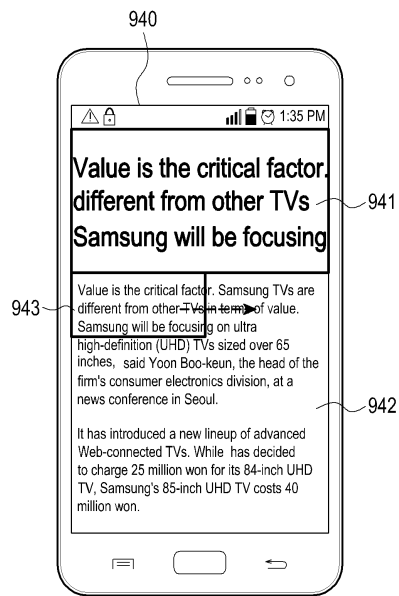 940
1:35 PM
Value is the critical factor.
different from other TVs
Samsung will be focusing
941
Value is the critical factor. Samsung TVs are
different from other TVs in terms of value.
Samsung will be focusing on ultra
high-definition (UHD) TVs sized over 65
inches, said Yoon Boo-keun, the head of the
firm's consumer electronics division, at a
news conference in Seoul.
943
942
It has introduced a new lineup of advanced
Web-connected TVs. While has decided
to charge 25 million won for its 84-inch UHD
TV, Samsung's 85-inch UHD TV costs 40
million won.